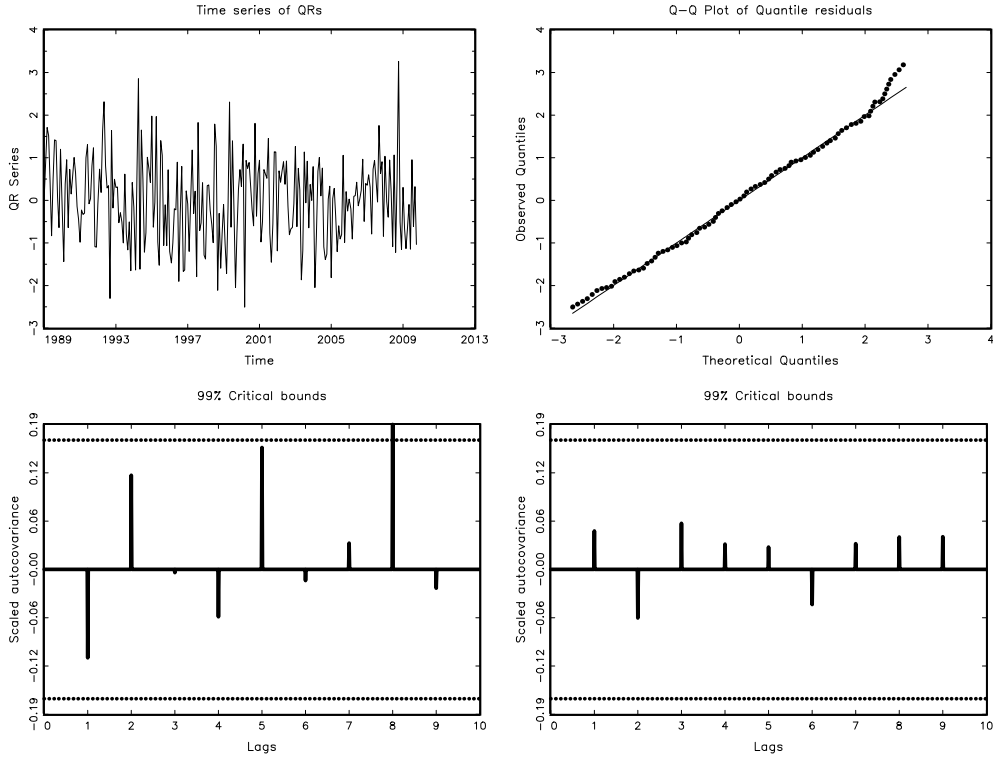 Time series of QRs
QR Series
4
3
2
1
0
−1
−2
−3
1989 1993 1997 2001 2005 2009 2013
Time
Q−Q Plot of Quantile residuals
Observed Quantiles
4
3
2
1
0
−1
−2
−3
−3 −2 −1 0 1 2 3 4
Theoretical Quantiles
99% Critical bounds
Scaled autocovariance
0.19
0.12
0.06
−0.00
−0.06
−0.12
−0.19
0 1 2 3 4 5 6 7 8 9 10
Lags
99% Critical bounds
Scaled autocovariance
0.19
0.12
0.06
−0.00
−0.06
−0.12
−0.19
0 1 2 3 4 5 6 7 8 9 10
Lags